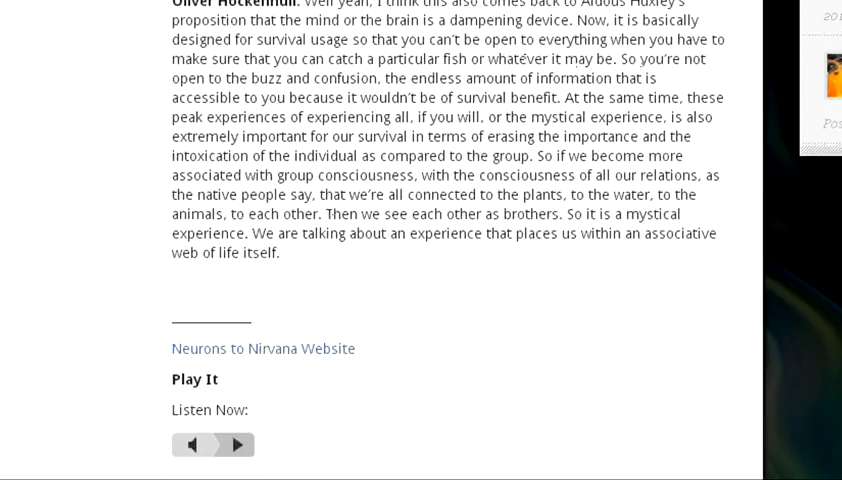 Oliver Hockenhull: Well yeah, I think this also comes back to Aldous Huxley's
proposition that the mind or the brain is a dampening device. Now, it is basically
designed for survival usage so that you can't be open to everything when you have to
make sure that you can catch a particular fish or whatever it may be. So you're not
open to the buzz and confusion, the endless amount of information that is
accessible to you because it wouldn't be of survival benefit. At the same time, these
peak experiences of experiencing all, if you will, or the mystical experience, is also
extremely important for our survival in terms of erasing the importance and the
intoxication of the individual as compared to the group. So if we become more
associated with group consciousness, with the consciousness of all our relations, as
the native people say, that we're all connected to the plants, to the water, to the
animals, to each other. Then we see each other as brothers. So it is a mystical
experience. We are talking about an experience that places us within an associative
web of life itself.
Neurons to Nirvana Website
Play It
Listen Now: